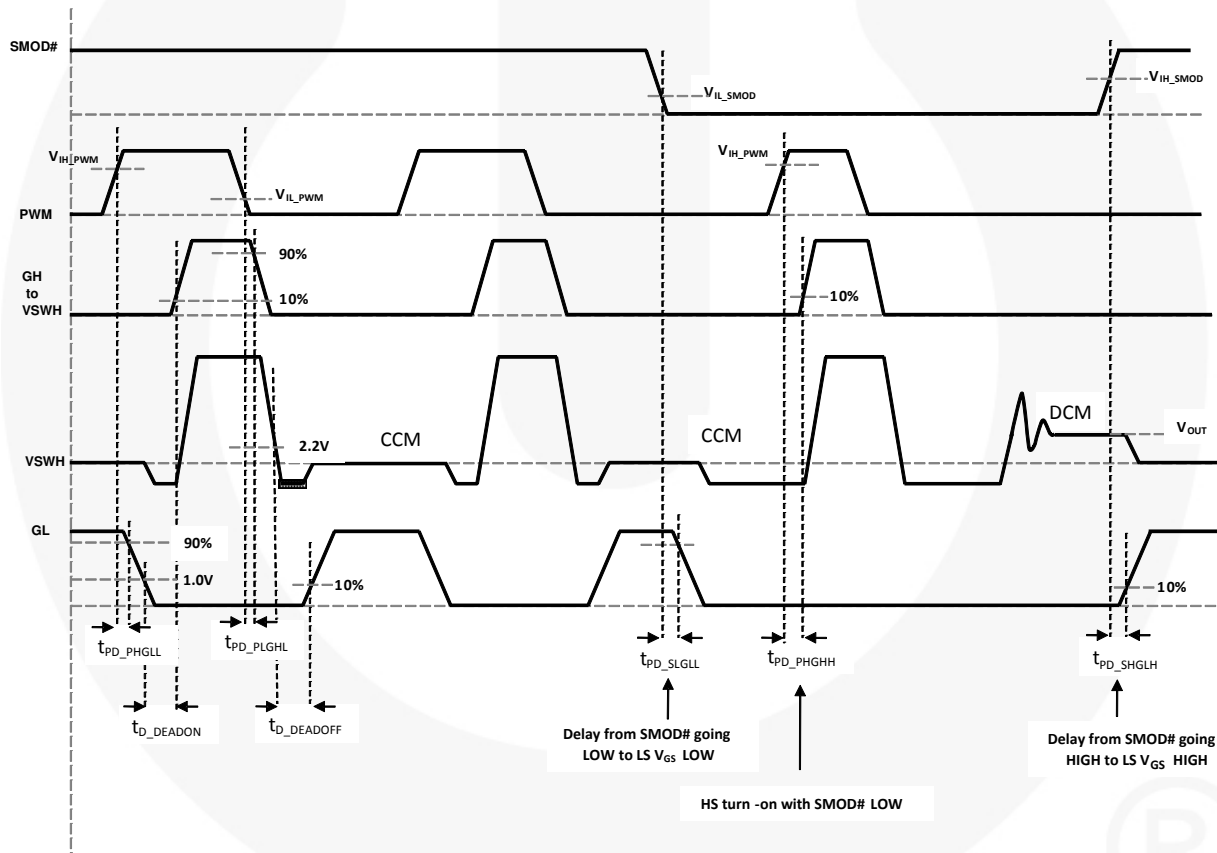 SMOD#
V_IL_SMOD
V_IH_SMOD
V_IH_PWM
V_IL_PWM
V_IH_PWM
PWM
90%
GH
to
VSWH
10%
10%
2.2V
CCM
CCM
DCM
V_OUT
VSWH
GL
90%
1.0V
10%
10%
t_PD_PHGLL
t_PD_PLGHL
t_PD_SLGLL
t_PD_PHGHH
t_PD_SHGLH
t_D_DEADON
t_D_DEADOFF
Delay from SMOD# going
LOW to LS V_GS LOW
Delay from SMOD# going
HIGH to LS V_GS HIGH
HS turn -on with SMOD# LOW
®